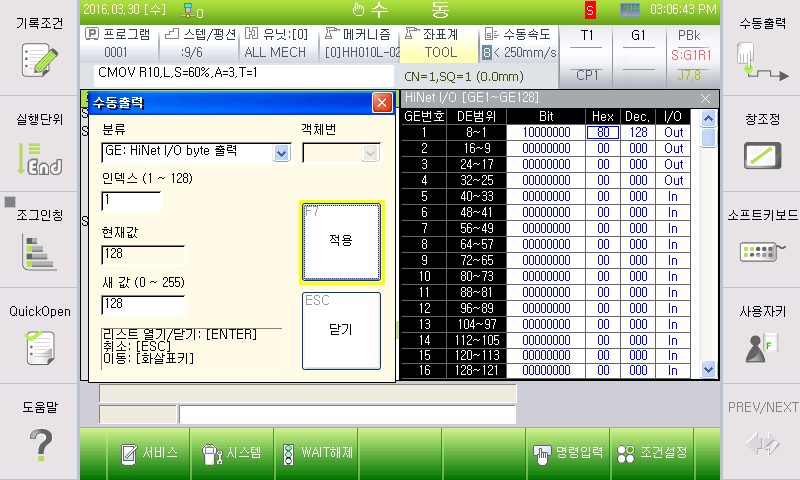 기록조건
실행단위
End
조그인칭
QuickOpen
도움말
2016.03.30 [수]
0
수 동
S
03:06:43 PM
프로그램
0001
스텝/펑션
:9/6
유닛:[0]
ALL MECH
메커니즘
[0]HH010L-02
좌표계
TOOL
수동속도
8 < 250mm/s
T1
CP1
G1
PBk
S:G1R1
J7,8
CMOV R10,L,S=60%,A=3,T=1
CN=1,SQ=1 (0.0mm)
수동출력
분류
GE: HiNet I/O byte 출력
객체번
인덱스 (1 ~ 128)
1
현재값
128
새 값 (0 ~ 255)
128
F7
적용
ESC
닫기
리스트 열기/닫기: [ENTER]
취소: [ESC]
이동: [화살표키]
HiNet I/O [GE1~GE128]
GE번호 DE범위 Bit Hex Dec. I/O
1 8~1 10000000 80 128 Out
2 16~9 00000000 00 000 Out
3 24~17 00000000 00 000 Out
4 32~25 00000000 00 000 Out
5 40~33 00000000 00 000 In
6 48~41 00000000 00 000 In
7 56~49 00000000 00 000 In
8 64~57 00000000 00 000 In
9 72~65 00000000 00 000 In
10 80~73 00000000 00 000 In
11 88~81 00000000 00 000 In
12 96~89 00000000 00 000 In
13 104~97 00000000 00 000 In
14 112~105 00000000 00 000 In
15 120~113 00000000 00 000 In
16 128~121 00000000 00 000 In
서비스
시스템
WAIT해제
명령입력
조건설정
수동출력
창조정
소프트키보드
사용자키
F
PREV/NEXT